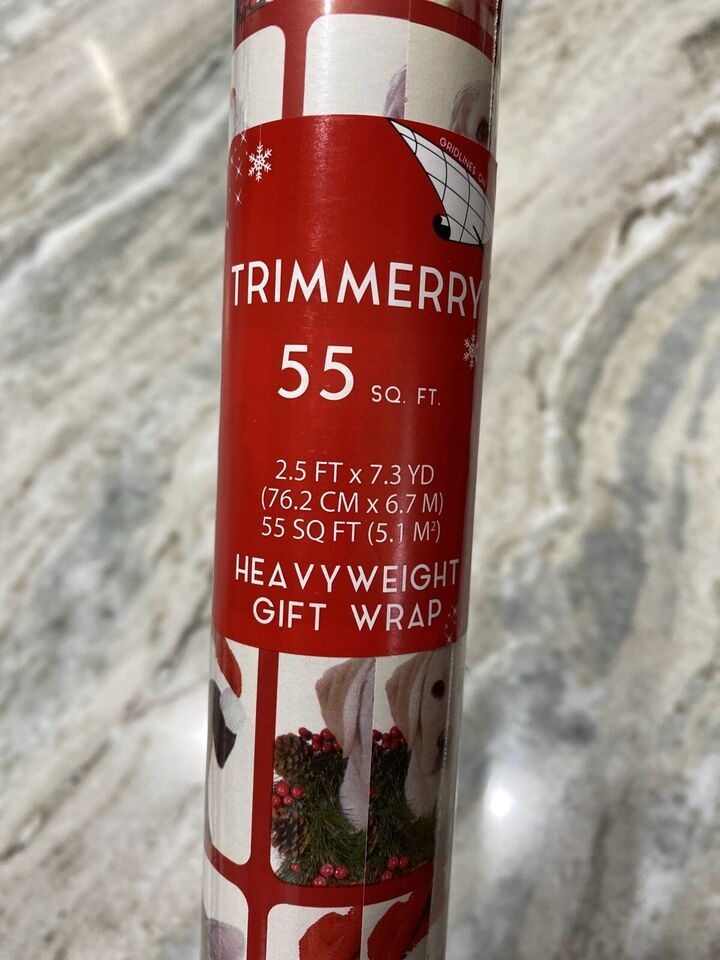 GRIDLINES ON
TRIMMERRY
55 SQ. FT.
2.5 FT x 7.3 YD
(76.2 CM x 6.7 M)
55 SQ FT (5.1 M²)
HEAVYWEIGHT
GIFT WRAP